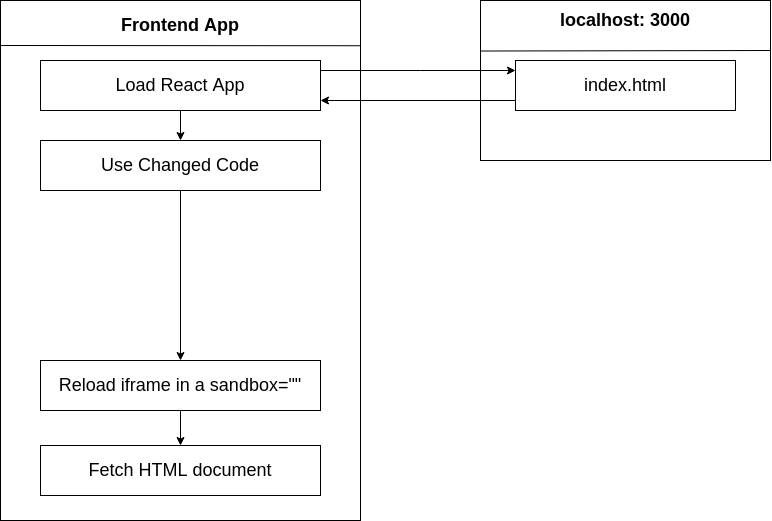 Frontend App
localhost: 3000
Load React App
index.html
Use Changed Code
Reload iframe in a sandbox=""
Fetch HTML document